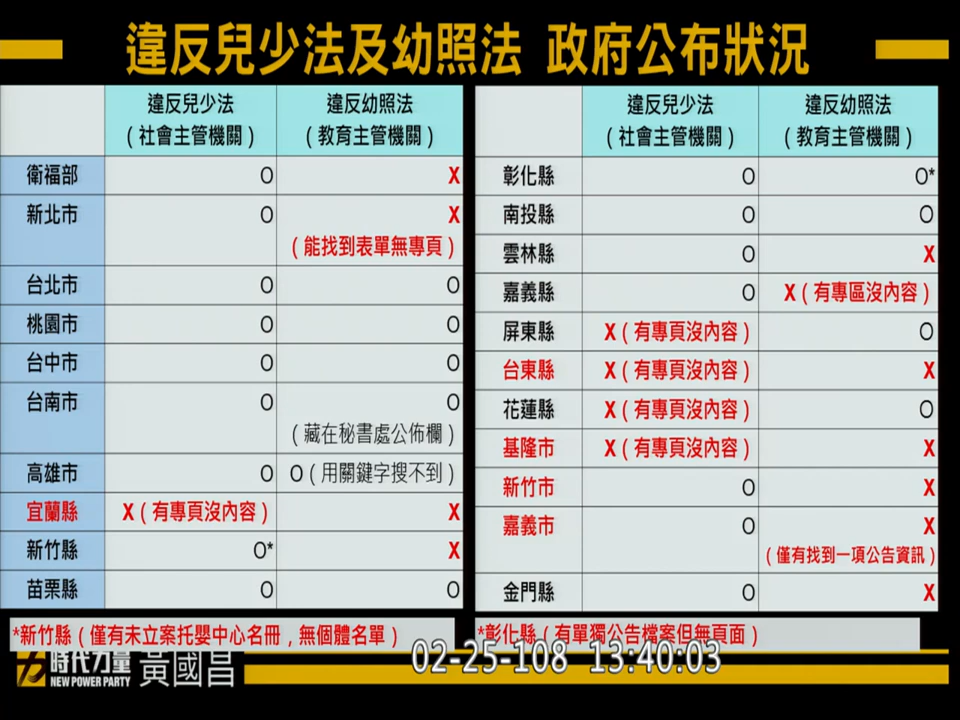 違反兒少法及幼照法 政府公布狀況
違反兒少法 違反幼照法
(社會主管機關) (教育主管機關)
衛福部 O X
新北市 O X
(能找到表單無專頁)
台北市 O O
桃園市 O O
台中市 O O
台南市 O O
(藏在秘書處公佈欄)
高雄市 O O(用關鍵字搜不到)
宜蘭縣 X(有專頁沒內容) X
新竹縣 O* X
苗栗縣 O O
*新竹縣(僅有未立案托嬰中心名冊,無個體名單)
違反兒少法 違反幼照法
(社會主管機關) (教育主管機關)
彰化縣 O O*
南投縣 O O
雲林縣 O X
嘉義縣 O X(有專區沒內容)
屏東縣 X(有專頁沒內容) O
台東縣 X(有專頁沒內容) X
花蓮縣 X(有專頁沒內容) O
基隆市 X(有專頁沒內容) X
新竹市 O X
嘉義市 O X
(僅有找到一項公告資訊)
金門縣 O X
*彰化縣(有單獨公告檔案但無頁面)
時代力量 黃國昌
NEW POWER PARTY
02-25-108 13:40:03